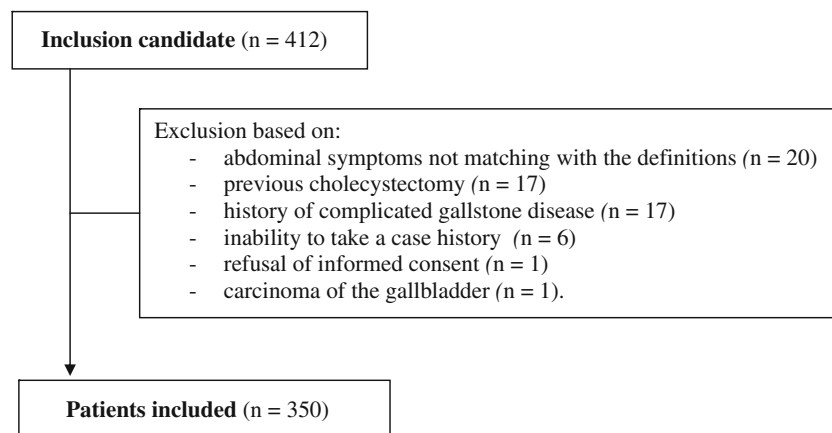 Inclusion candidate (n = 412)
Exclusion based on:
- abdominal symptoms not matching with the definitions (n = 20)
- previous cholecystectomy (n = 17)
- history of complicated gallstone disease (n = 17)
- inability to take a case history (n = 6)
- refusal of informed consent (n = 1)
- carcinoma of the gallbladder (n = 1).
Patients included (n = 350)